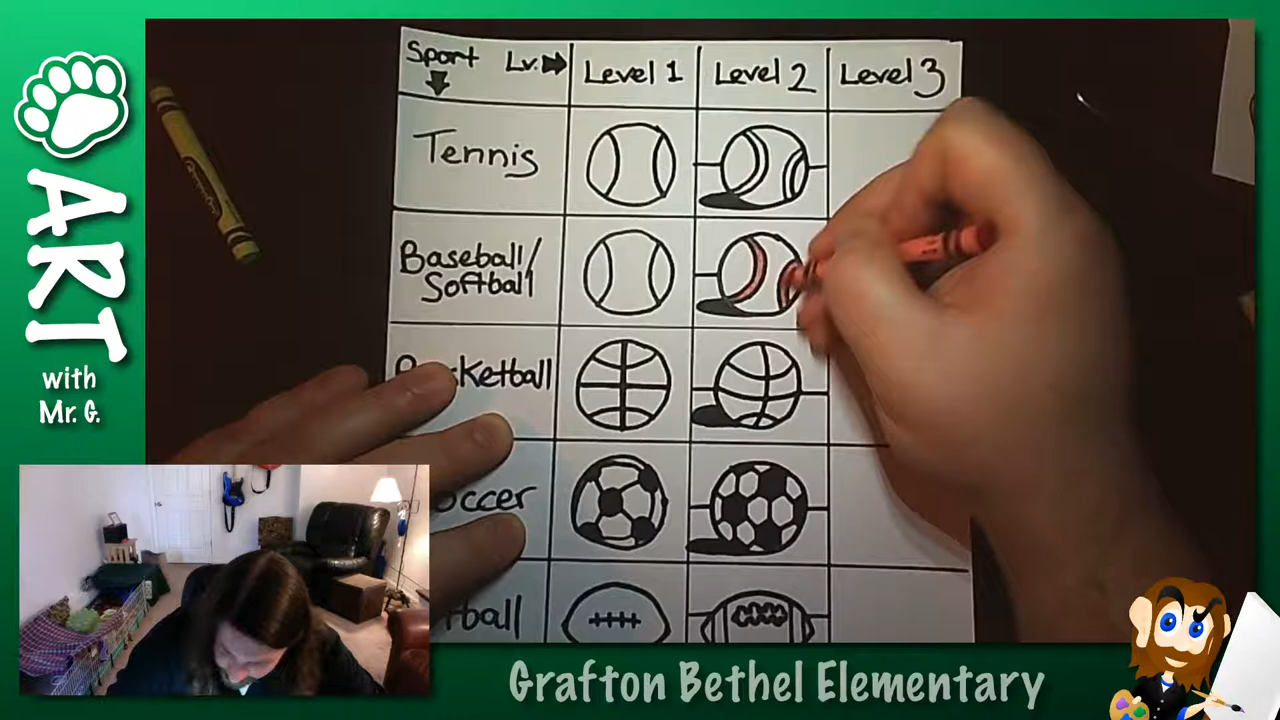 ART
with
Mr. G.
Sport Lv.
Level 1
Level 2
Level 3
Tennis
Baseball/
Softball
Grafton Bethel Elementary